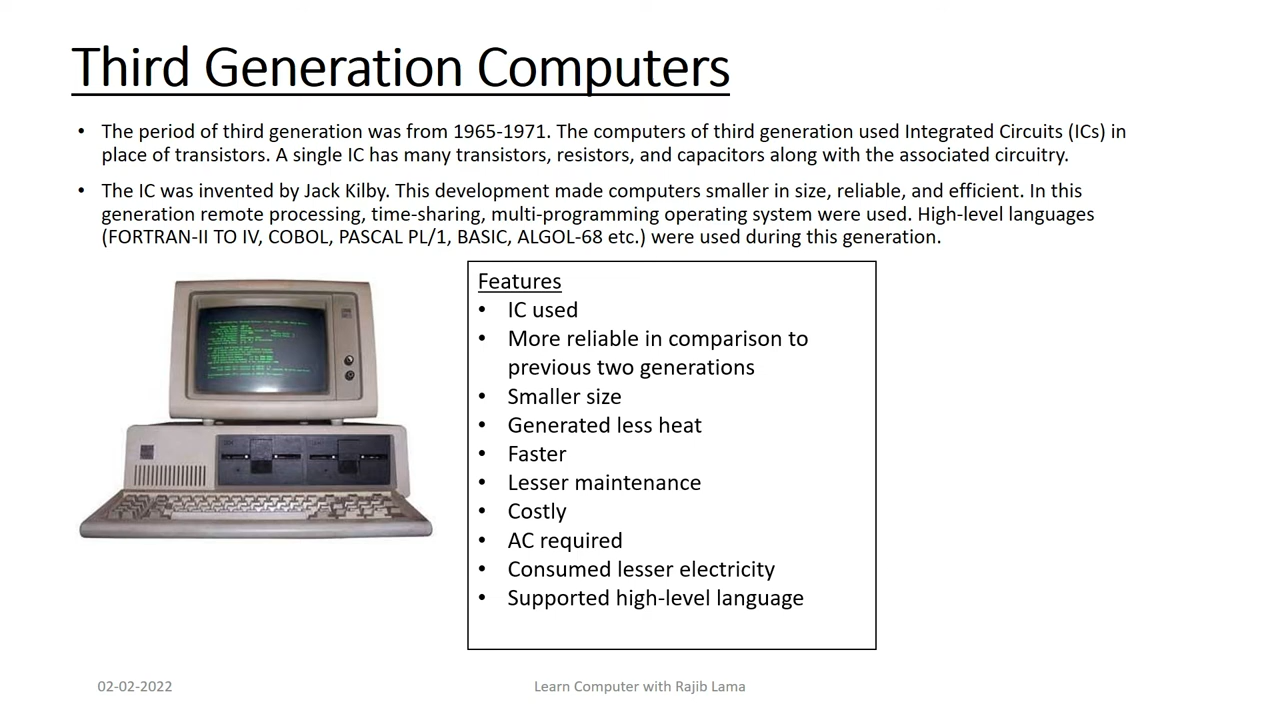 Third Generation Computers
• The period of third generation was from 1965-1971. The computers of third generation used Integrated Circuits (ICs) in
place of transistors. A single IC has many transistors, resistors, and capacitors along with the associated circuitry.
• The IC was invented by Jack Kilby. This development made computers smaller in size, reliable, and efficient. In this
generation remote processing, time-sharing, multi-programming operating system were used. High-level languages
(FORTRAN-II TO IV, COBOL, PASCAL PL/1, BASIC, ALGOL-68 etc.) were used during this generation.
Features
• IC used
• More reliable in comparison to
previous two generations
• Smaller size
• Generated less heat
• Faster
• Lesser maintenance
• Costly
• AC required
• Consumed lesser electricity
• Supported high-level language
02-02-2022
Learn Computer with Rajib Lama